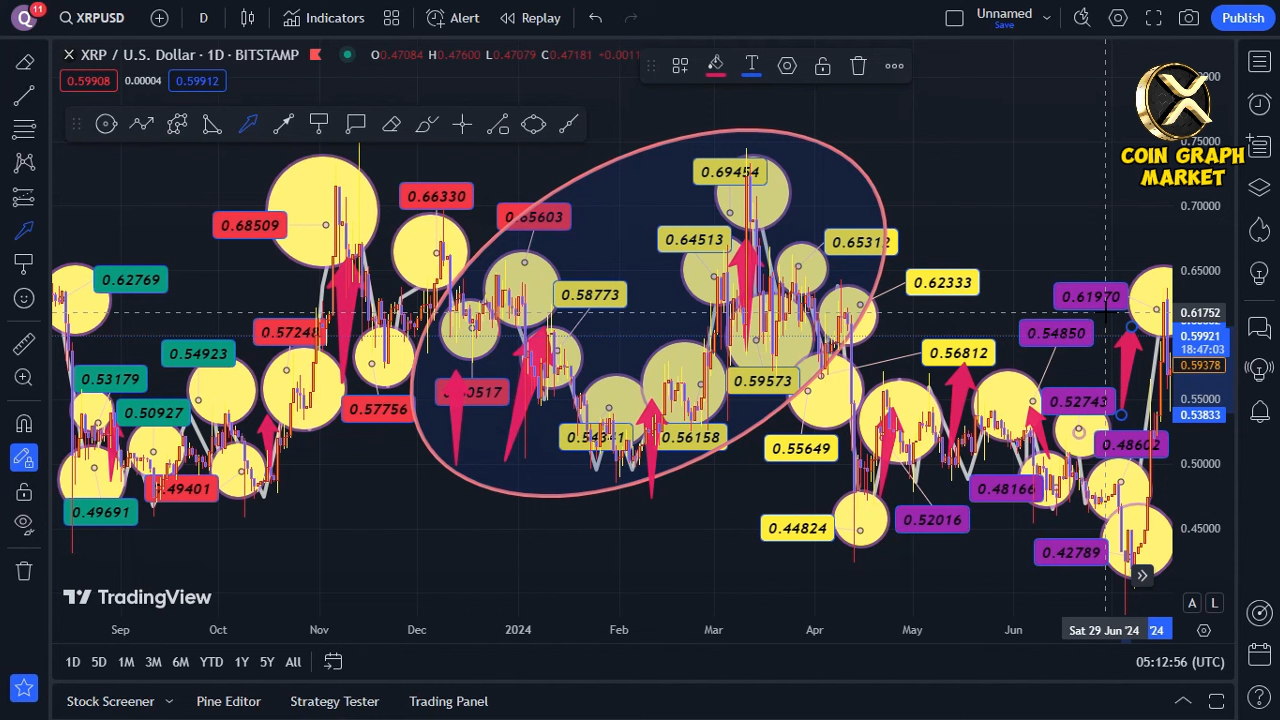 Q
11
XRPUSD
D
Indicators
Alert
Replay
Unnamed
Save
Publish
XRP / U.S. Dollar · 1D · BITSTAMP
O0.47084 H0.47600 L0.47079 C0.47181
0.59908
0.00004
0.59912
T
COIN GRAPH
MARKET
0.75000
0.70000
0.65000
0.61752
0.59921
18:47:03
0.59378
0.55000
0.53833
0.50000
0.45000
0.69454
0.66330
0.65603
0.68509
0.64513
0.65312
0.62769
0.62333
0.61970
0.58773
0.57248
0.54850
0.54923
0.56812
0.53179
0.59573
0.52743
0.50927
0.57756
0.56158
0.55649
0.48602
0.49401
0.48166
0.49691
0.52016
0.44824
0.42789
TradingView
A
L
Sep
Oct
Nov
Dec
2024
Feb
Mar
Apr
May
Jun
Sat 29 Jun '24
'24
1D
5D
1M
3M
6M
YTD
1Y
5Y
All
05:12:56 (UTC)
Stock Screener
Pine Editor
Strategy Tester
Trading Panel